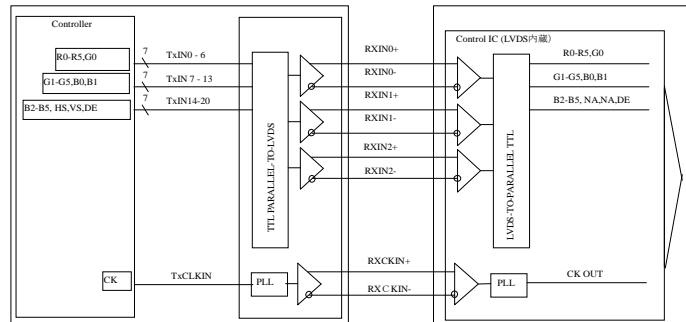 Controller
R0-R5,G0
G1-G5,B0,B1
B2-B5, HS,VS,DE
CK
7
7
7
TxIN0 - 6
TxIN 7 - 13
TxIN14-20
TxCLKIN
TTL PARALLEL-TO-LVDS
PLL
RXIN0+
RXIN0-
RXIN1+
RXIN1-
RXIN2+
RXIN2-
RXCKIN+
RXCKIN-
Control IC (LVDS内蔵)
LVDS-TO-PARALLEL TTL
PLL
R0-R5,G0
G1-G5,B0,B1
B2-B5, NA,NA,DE
CK OUT